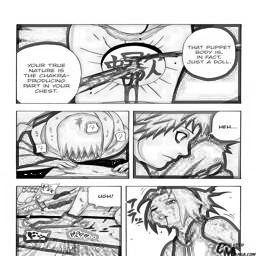 THAT PUPPET
BODY IS,
IN FACT,
JUST A DOLL.
YOUR TRUE
NATURE IS
THE CHAKRA-
PRODUCING
PART IN YOUR
CHEST.
HEH...
UGH!